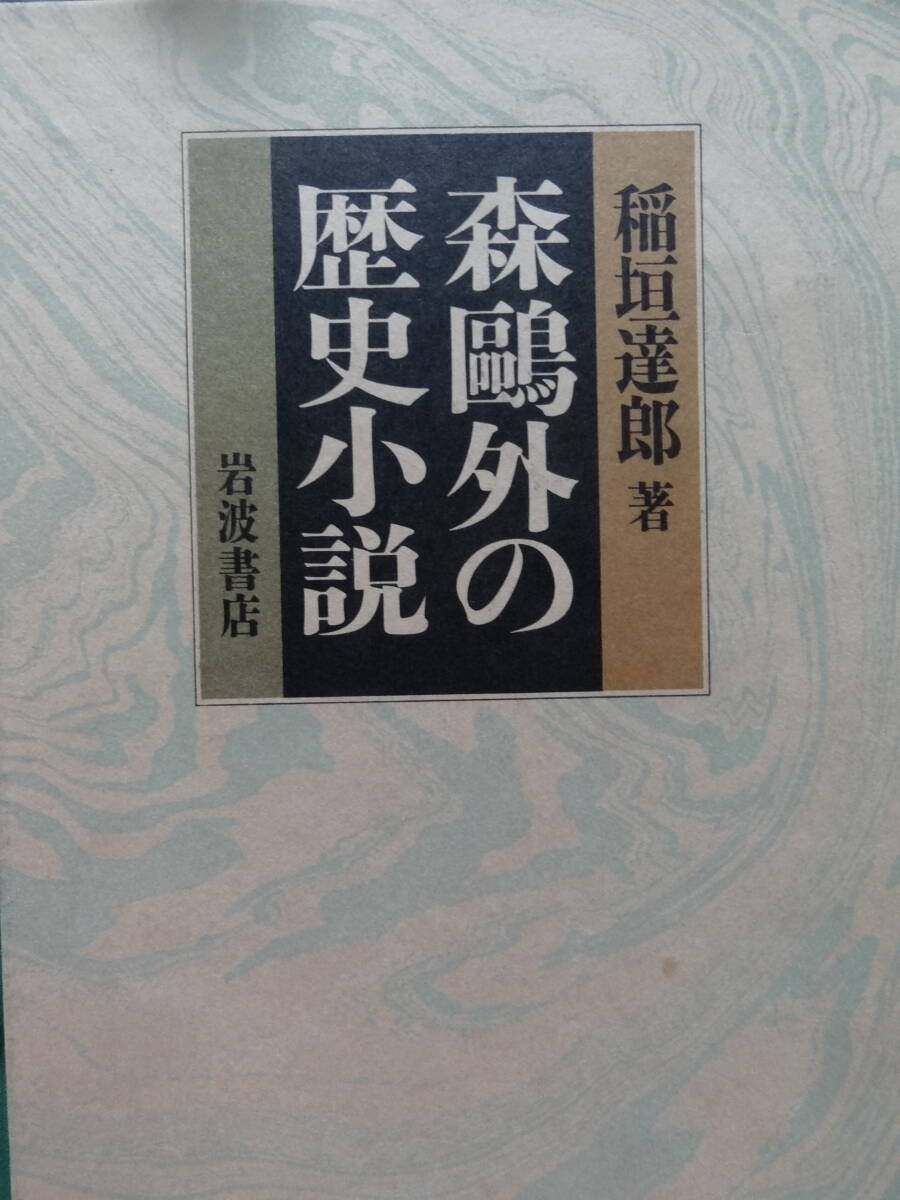 稲垣達郎 著
森鷗外の
歴史小説
岩波書店